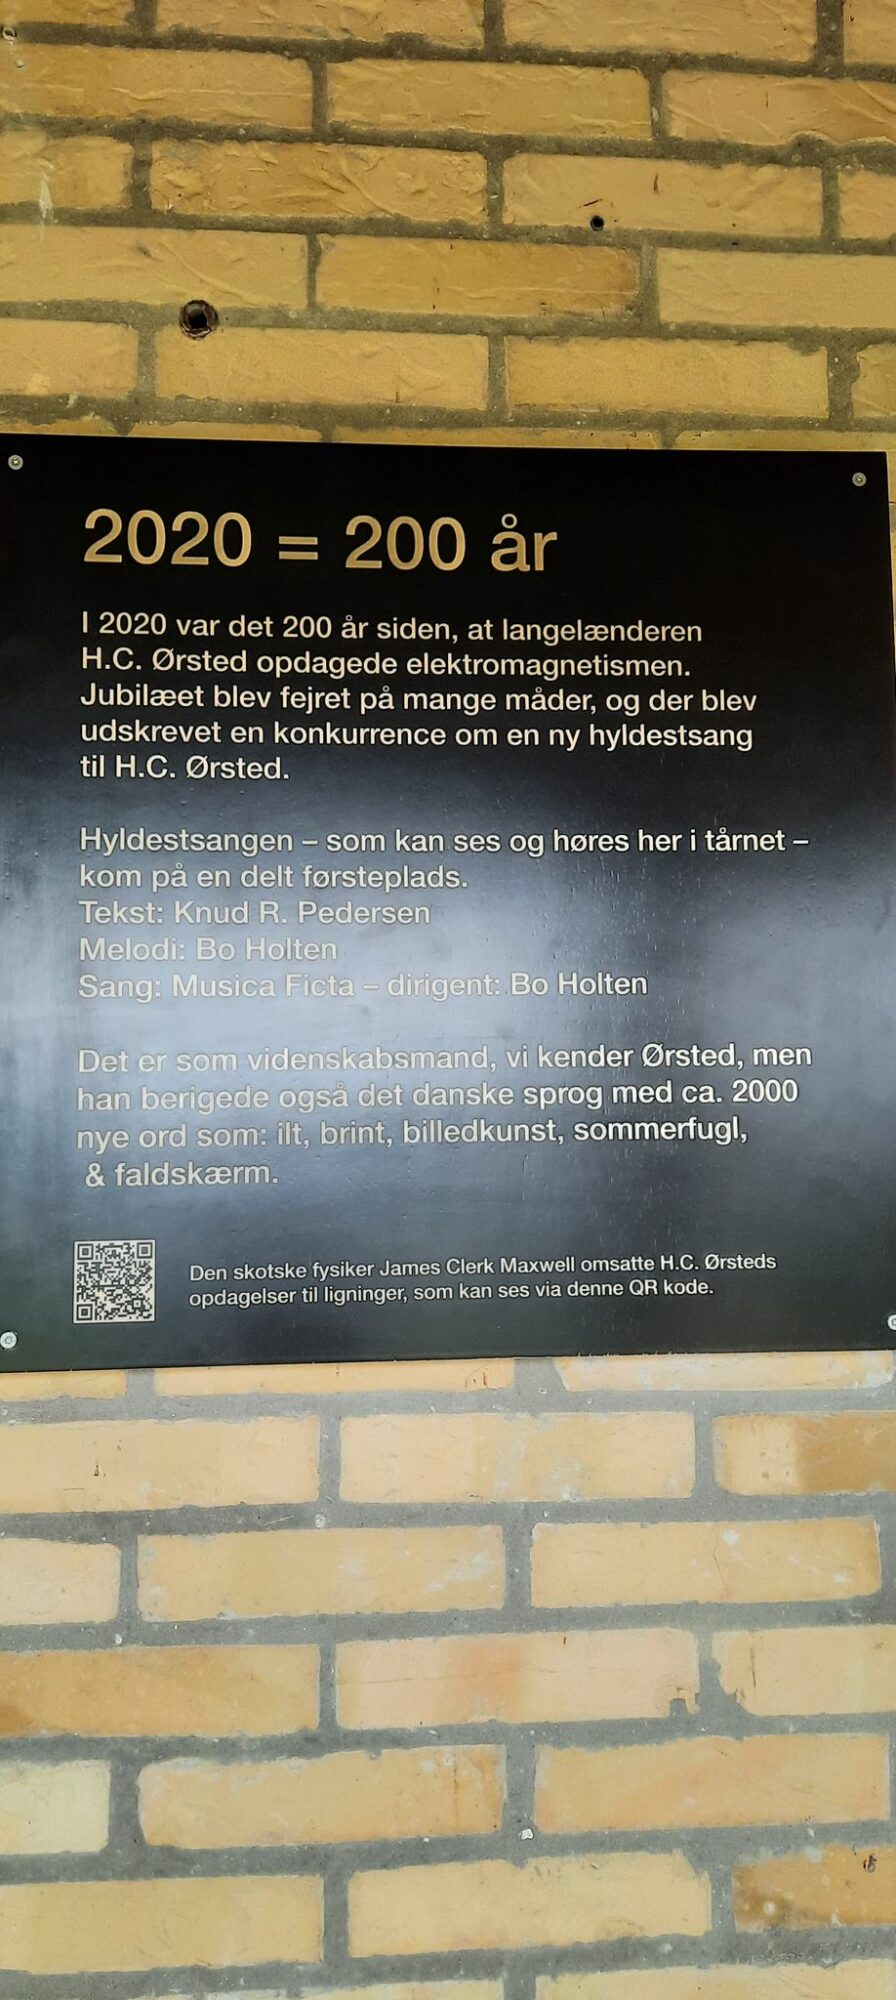 2020 = 200 år
I 2020 var det 200 år siden, at langelænderen
H.C. Ørsted opdagede elektromagnetismen.
Jubilæet blev fejret på mange måder, og der blev
udskrevet en konkurrence om en ny hyldestsang
til H.C. Ørsted.
Hyldestsangen – som kan ses og høres her i tårnet –
kom på en delt førsteplads.
Tekst: Knud R. Pedersen
Melodi: Bo Holten
Sang: Musica Ficta – dirigent: Bo Holten
Det er som videnskabsmand, vi kender Ørsted, men
han berigede også det danske sprog med ca. 2000
nye ord som: ilt, brint, billedkunst, sommerfugl,
& faldskærm.
Den skotske fysiker James Clerk Maxwell omsatte H.C. Ørsteds
opdagelser til ligninger, som kan ses via denne QR kode.